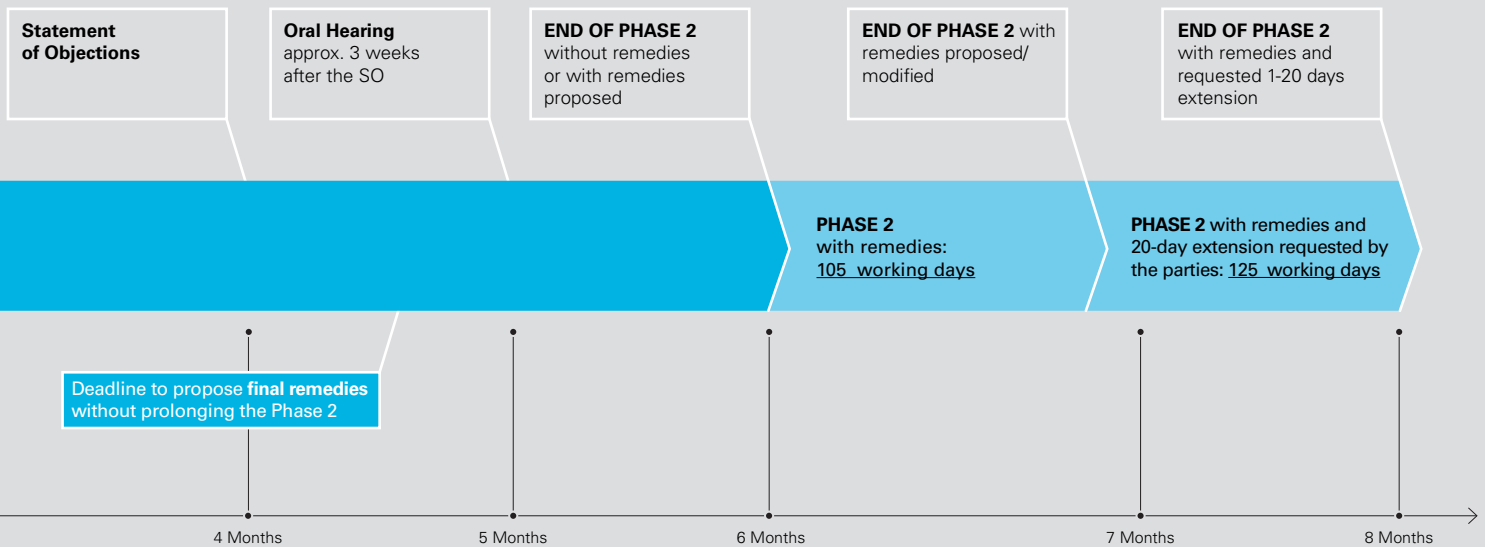 Statement
of Objections
Oral Hearing
approx. 3 weeks
after the SO
END OF PHASE 2
without remedies
or with remedies
proposed
END OF PHASE 2 with
remedies proposed/
modified
END OF PHASE 2
with remedies and
requested 1-20 days
extension
PHASE 2
with remedies:
105 working days
PHASE 2 with remedies and
20-day extension requested by
the parties: 125 working days
Deadline to propose final remedies
without prolonging the Phase 2
4 Months
5 Months
6 Months
7 Months
8 Months